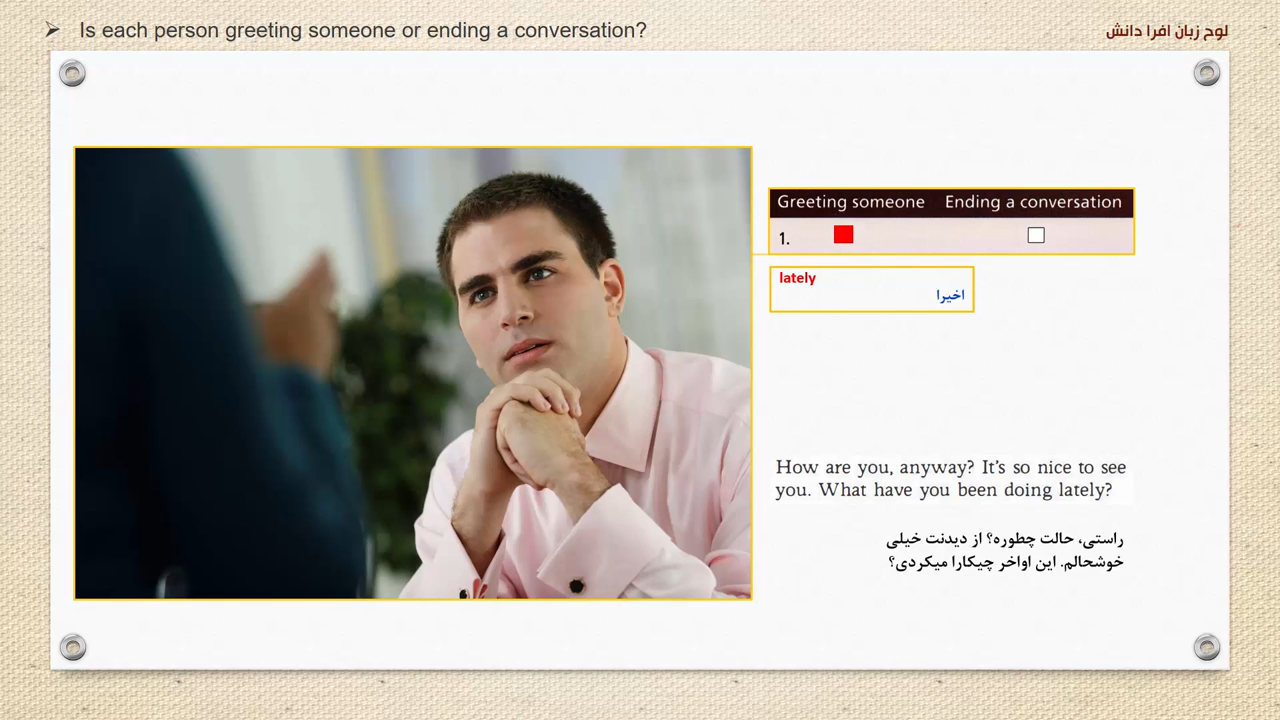 Is each person greeting someone or ending a conversation?
لوح زبان افرا دانش
Greeting someone Ending a conversation
1.
lately
اخیرا
How are you, anyway? It's so nice to see
you. What have you been doing lately?
راستی، حالت چطوره؟ از دیدنت خیلی
خوشحالم. این اواخر چیکارا میکردی؟